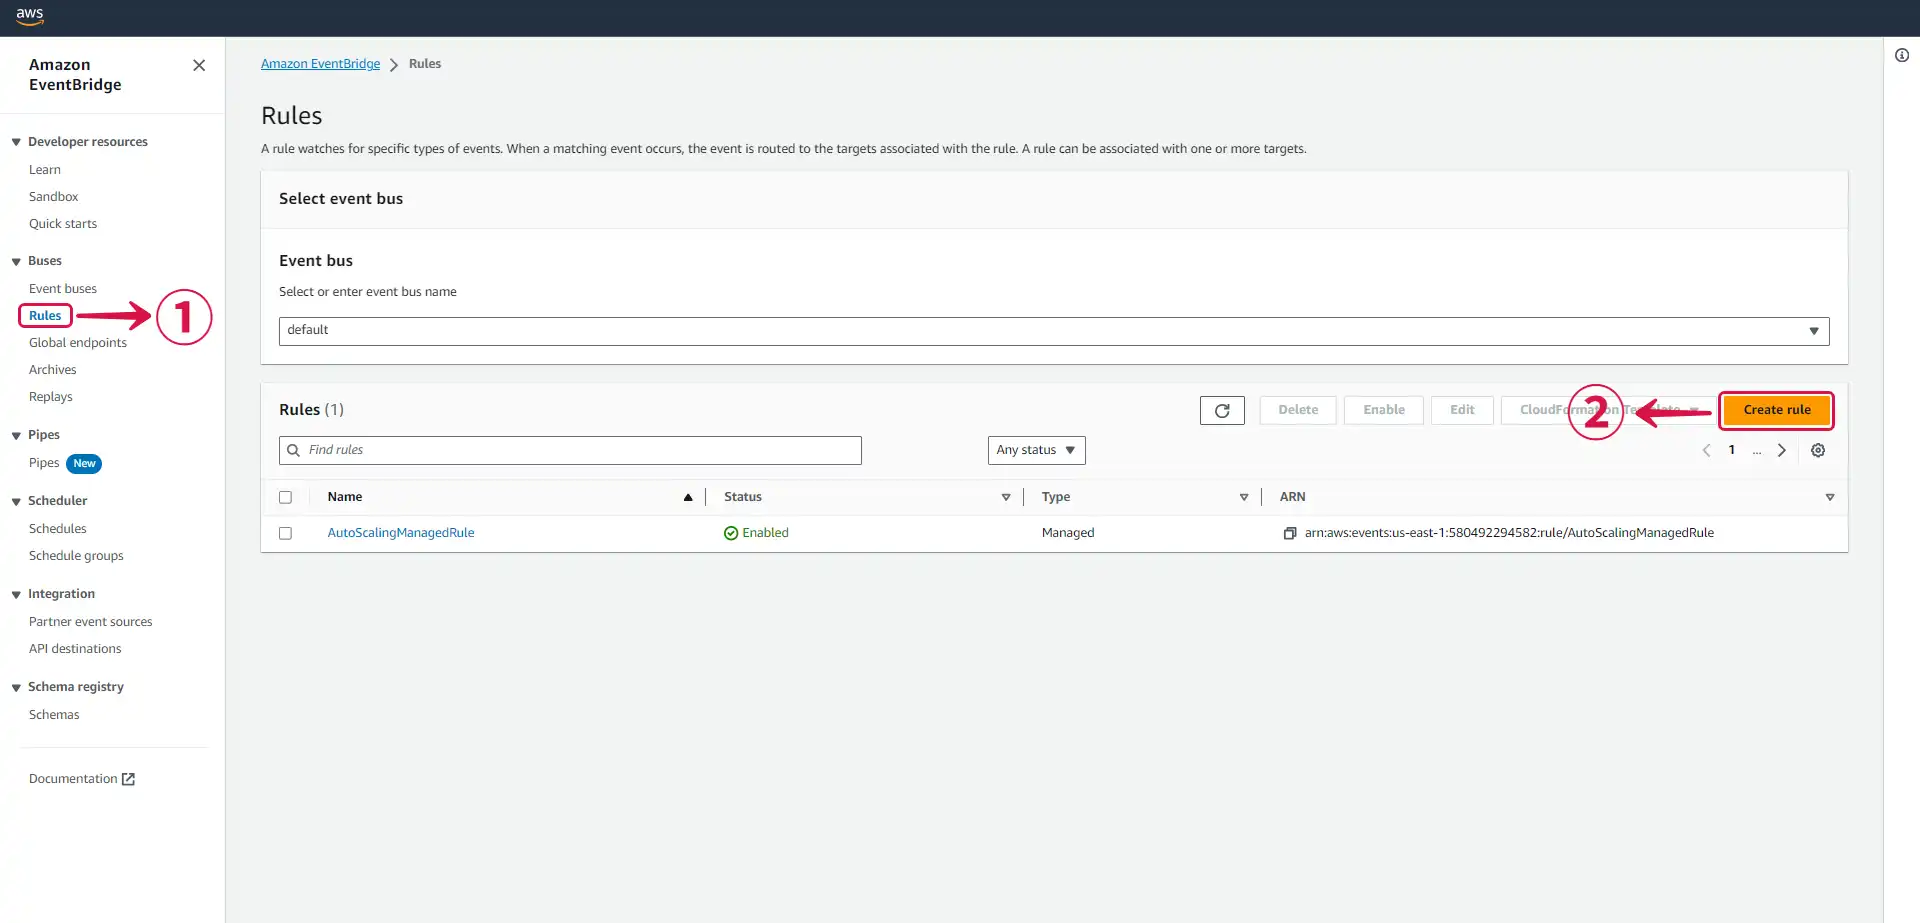 aws
Amazon EventBridge
Developer resources
Learn
Sandbox
Quick starts
Buses
Event buses
Rules
1
Global endpoints
Archives
Replays
Pipes
Pipes New
Scheduler
Schedules
Schedule groups
Integration
Partner event sources
API destinations
Schema registry
Schemas
Documentation
Amazon EventBridge Rules
Rules
A rule watches for specific types of events. When a matching event occurs, the event is routed to the targets associated with the rule. A rule can be associated with one or more targets.
Select event bus
Event bus
Select or enter event bus name
default
Rules (1) Delete Enable Edit CloudFormation Template 2 Create rule
Find rules Any status 1 ...
Name Status Type ARN
AutoScalingManagedRule Enabled Managed arn:aws:events:us-east-1:580492294582:rule/AutoScalingManagedRule